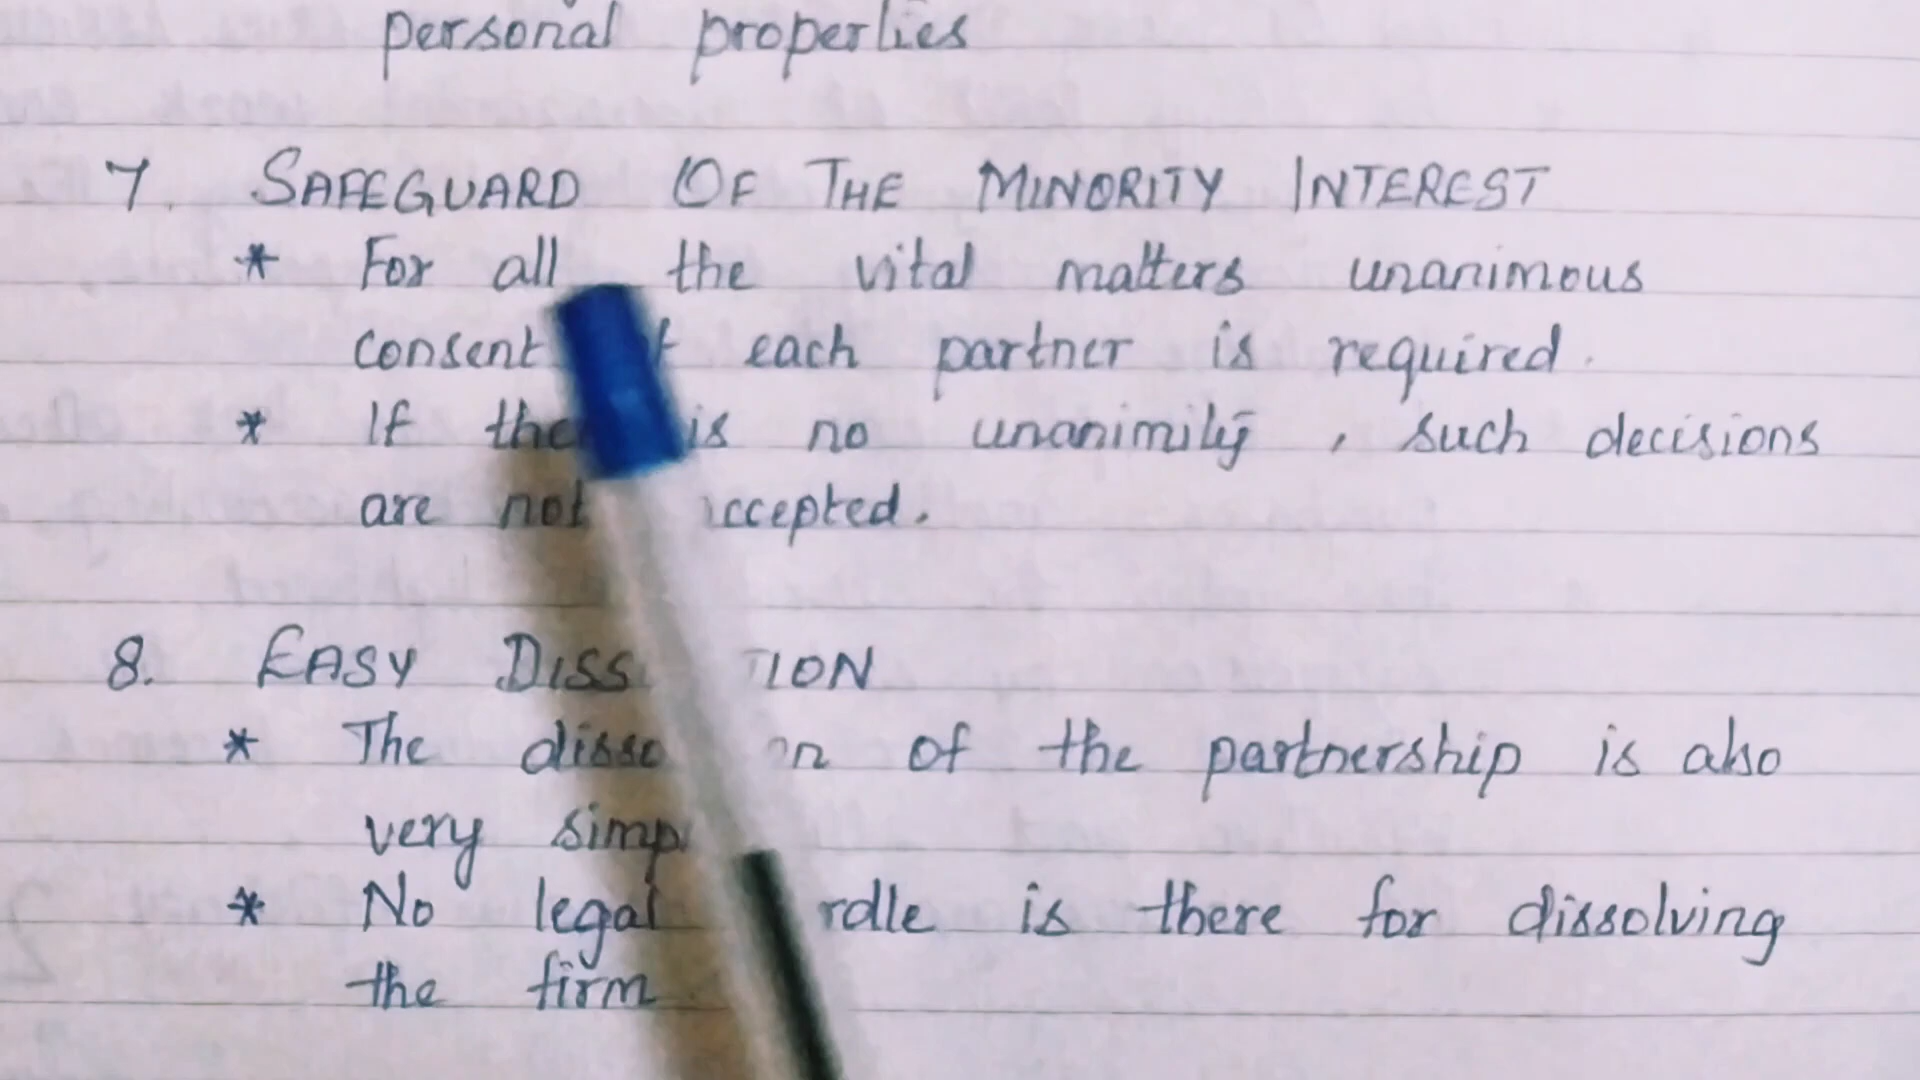 personal properties
7. SAFEGUARD OF THE MINORITY INTEREST
* For all the vital matters unanimous
consent each partner is required.
* If is no unanimity, such decisions
are not accepted.
8. EASY
* The of the partnership is also
very
* No legal is there for dissolving
the firm